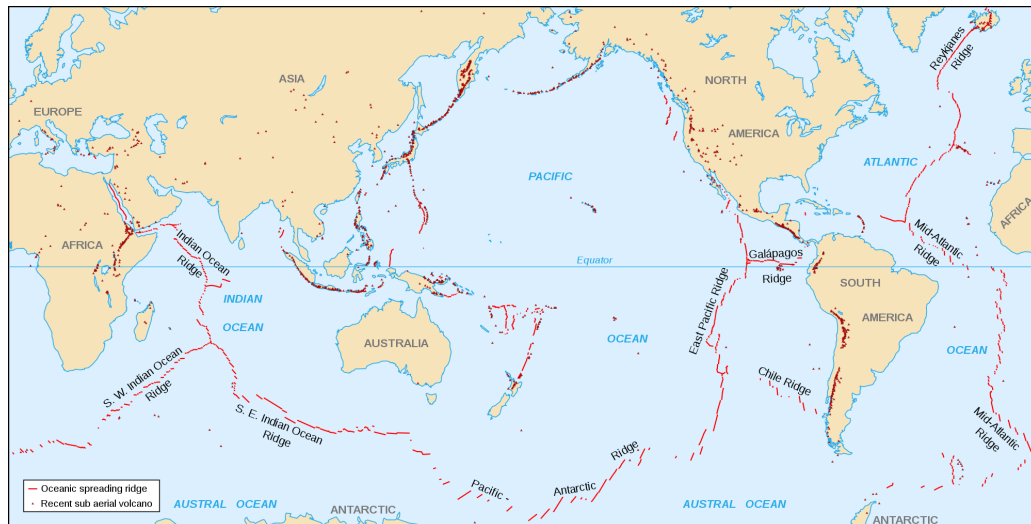 Reykjanes
Ridge
ASIA
NORTH
EUROPE
AMERICA
ATLANTIC
PACIFIC
AFRICA
AFRICA
Indian Ocean
Ridge
Mid-Atlantic
Ridge
Equator
Galápagos
Ridge
SOUTH
AMERICA
INDIAN
OCEAN
East Pacific Ridge
OCEAN
AUSTRALIA
OCEAN
S. W. Indian Ocean
Ridge
Chile Ridge
S. E. Indian Ocean
Ridge
Mid-Atlantic
Ridge
Pacific -
Antarctic
Ridge
Oceanic spreading ridge
Recent sub aerial volcano
AUSTRAL OCEAN
AUSTRAL OCEAN
ANTARCTIC
ANTARCTIC